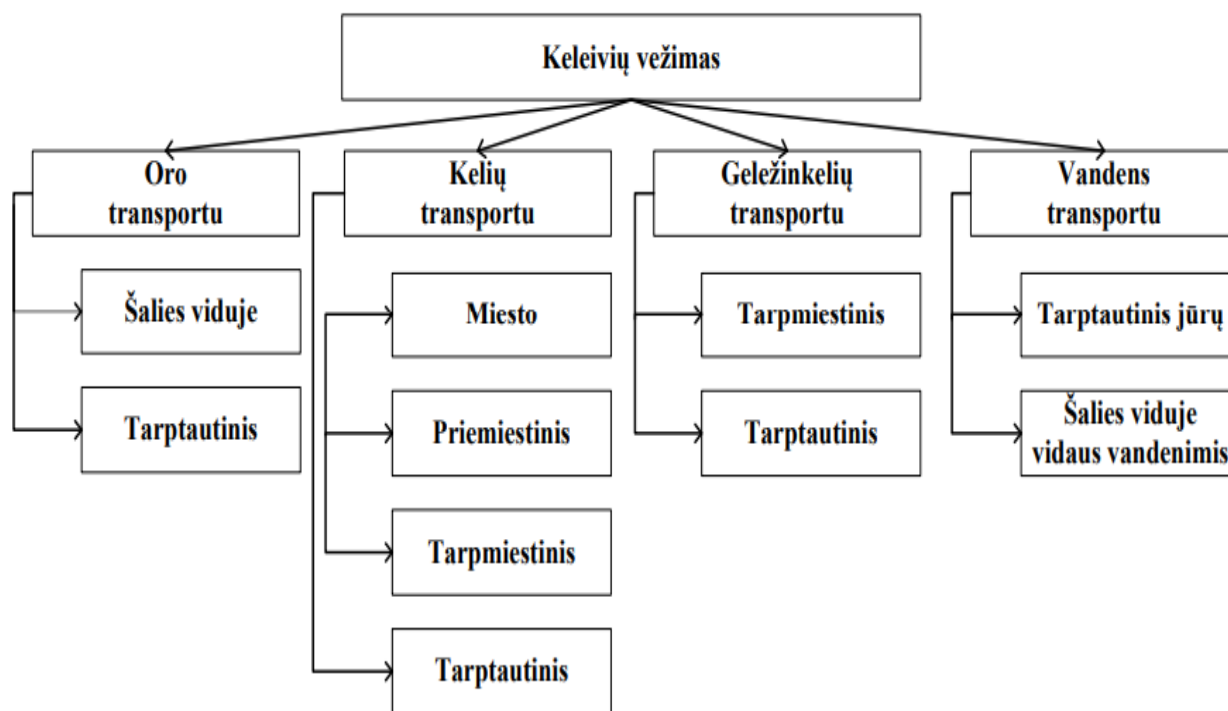 Keleivių vežimas
Oro
transportu
Šalies viduje
Tarptautinis
Kelių
transportu
Miesto
Priemiestinis
Tarpmiestinis
Tarptautinis
Geležinkelių
transportu
Tarpmiestinis
Tarptautinis
Vandens
transportu
Tarptautinis jūrų
Šalies viduje
vidaus vandenimis